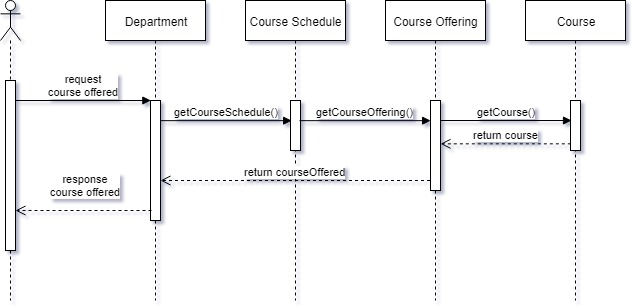 Department
Course Schedule
Course Offering
Course
request
course offered
getCourseSchedule()
getCourseOffering()
getCourse()
return course
return courseOffered
response
course offered